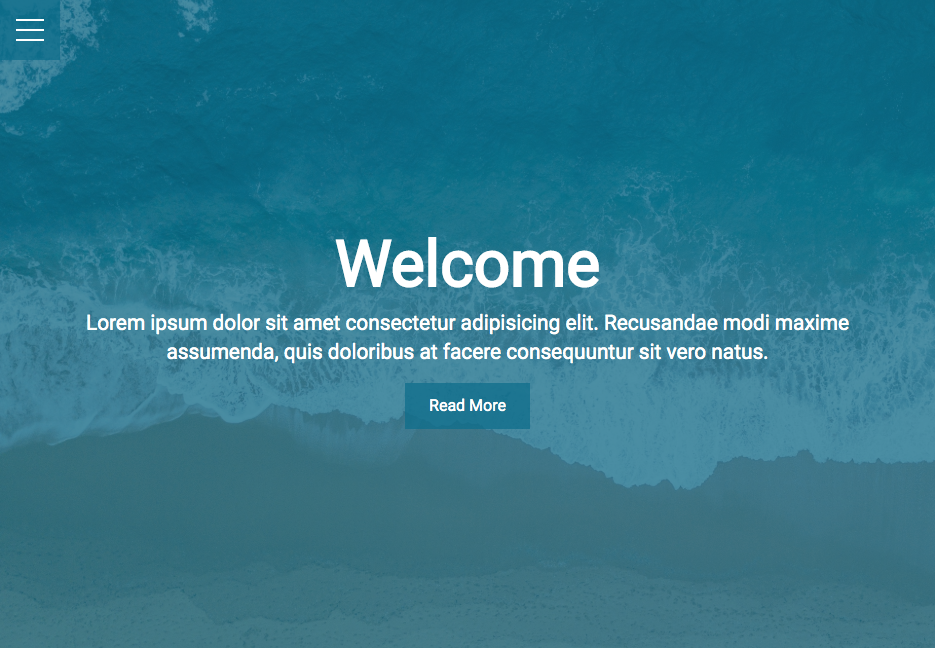 Welcome
Lorem ipsum dolor sit amet consectetur adipisicing elit. Recusandae modi maxime
assumenda, quis doloribus at facere consequuntur sit vero natus.
Read More